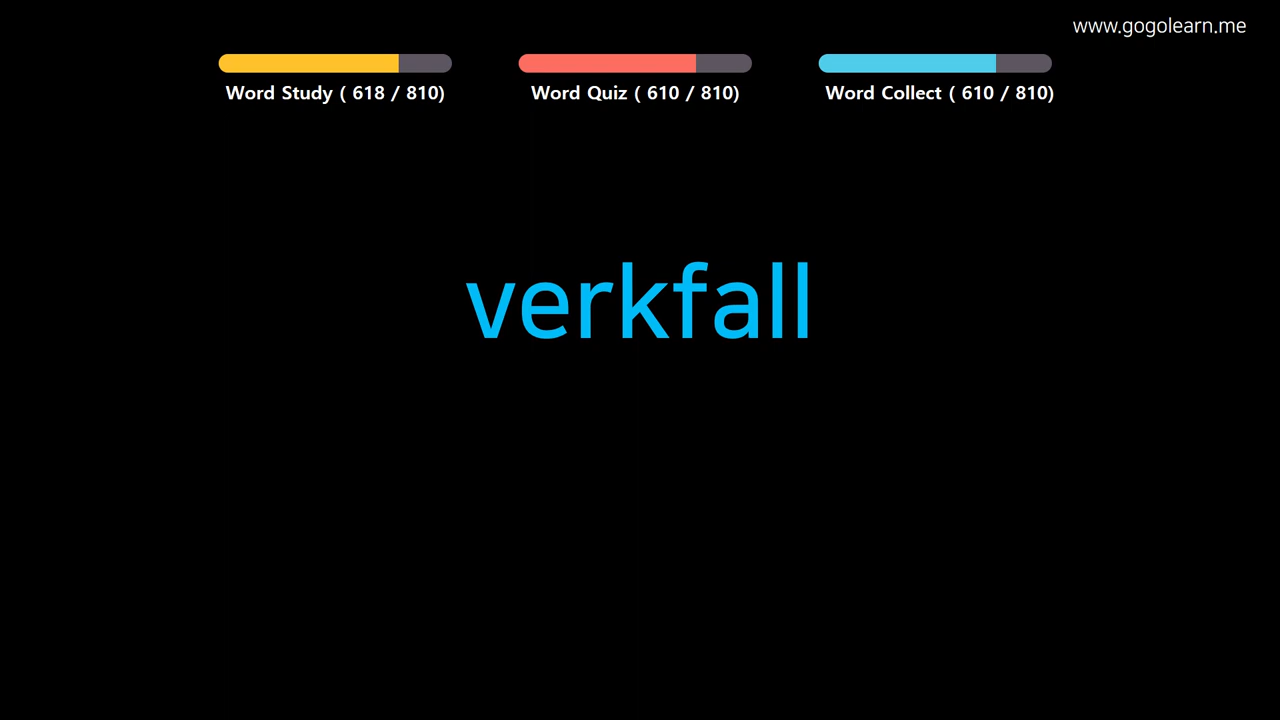 www.gogolearn.me
Word Study ( 618 / 810)
Word Quiz ( 610 / 810)
Word Collect ( 610 / 810)
verkfall